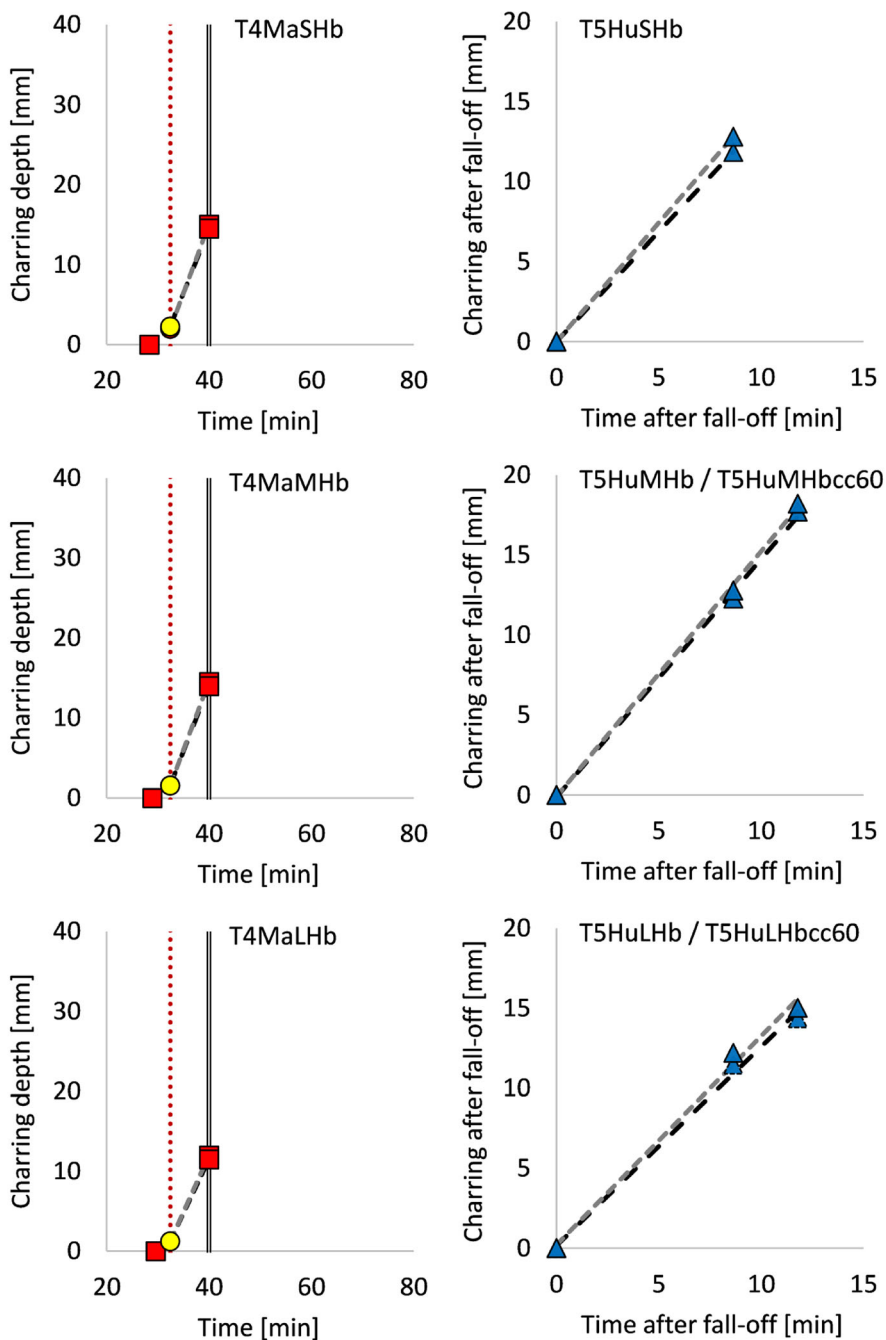 T4MaSHb
Charring depth [mm]
40
30
20
10
0
20 40 60 80
Time [min]
T5HuSHb
Charring after fall-off [mm]
20
15
10
5
0
0 5 10 15
Time after fall-off [min]
T4MaMHb
Charring depth [mm]
40
30
20
10
0
20 40 60 80
Time [min]
T5HuMHb / T5HuMHbcc60
Charring after fall-off [mm]
20
15
10
5
0
0 5 10 15
Time after fall-off [min]
T4MaLHb
Charring depth [mm]
40
30
20
10
0
20 40 60 80
Time [min]
T5HuLHb / T5HuLHbcc60
Charring after fall-off [mm]
20
15
10
5
0
0 5 10 15
Time after fall-off [min]